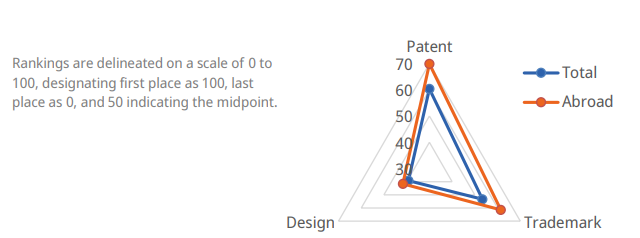 Rankings are delineated on a scale of 0 to
100, designating first place as 100, last
place as 0, and 50 indicating the midpoint.
Patent
70
60
50
40
30
Design
Trademark
Total
Abroad